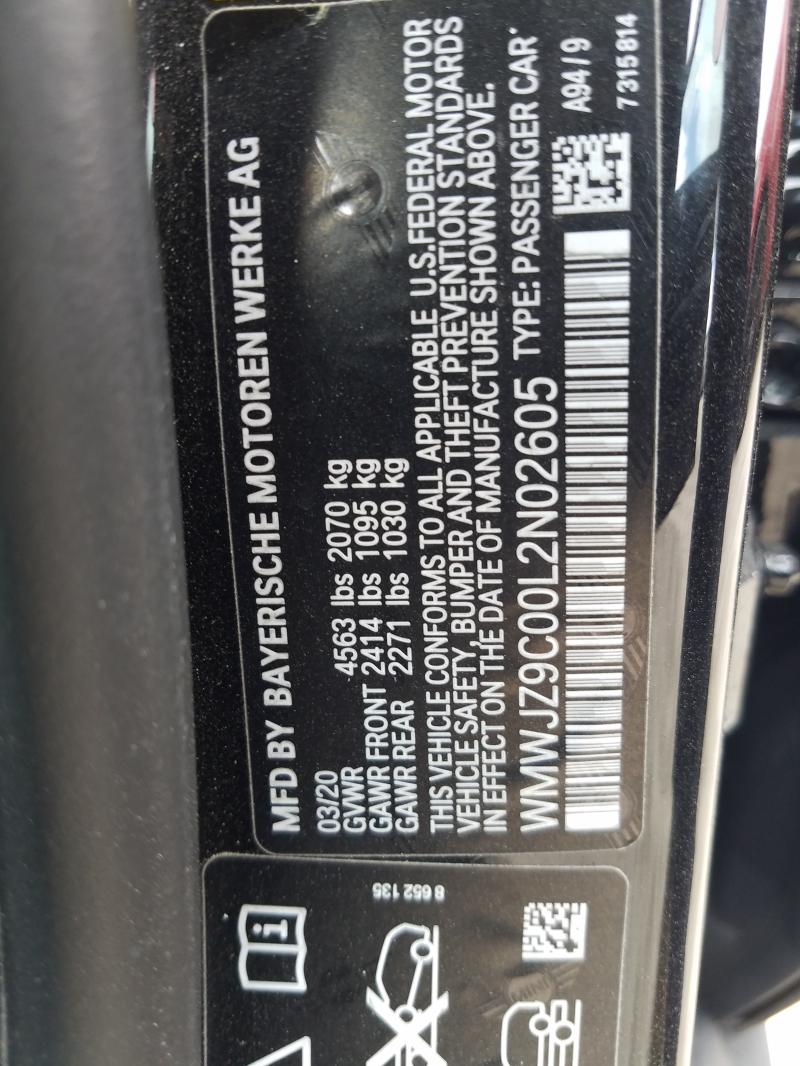 MFD BY BAYERISCHE MOTOREN WERKE AG
03/20
GVWR 4563 lbs 2070 kg
GAWR FRONT 2414 lbs 1095 kg
GAWR REAR 2271 lbs 1030 kg
THIS VEHICLE CONFORMS TO ALL APPLICABLE U.S.FEDERAL MOTOR
VEHICLE SAFETY, BUMPER AND THEFT PREVENTION STANDARDS
IN EFFECT ON THE DATE OF MANUFACTURE SHOWN ABOVE.
WMWJZ9C00L2N02605 TYPE: PASSENGER CAR
A94/9
7 315 814
8 652 135